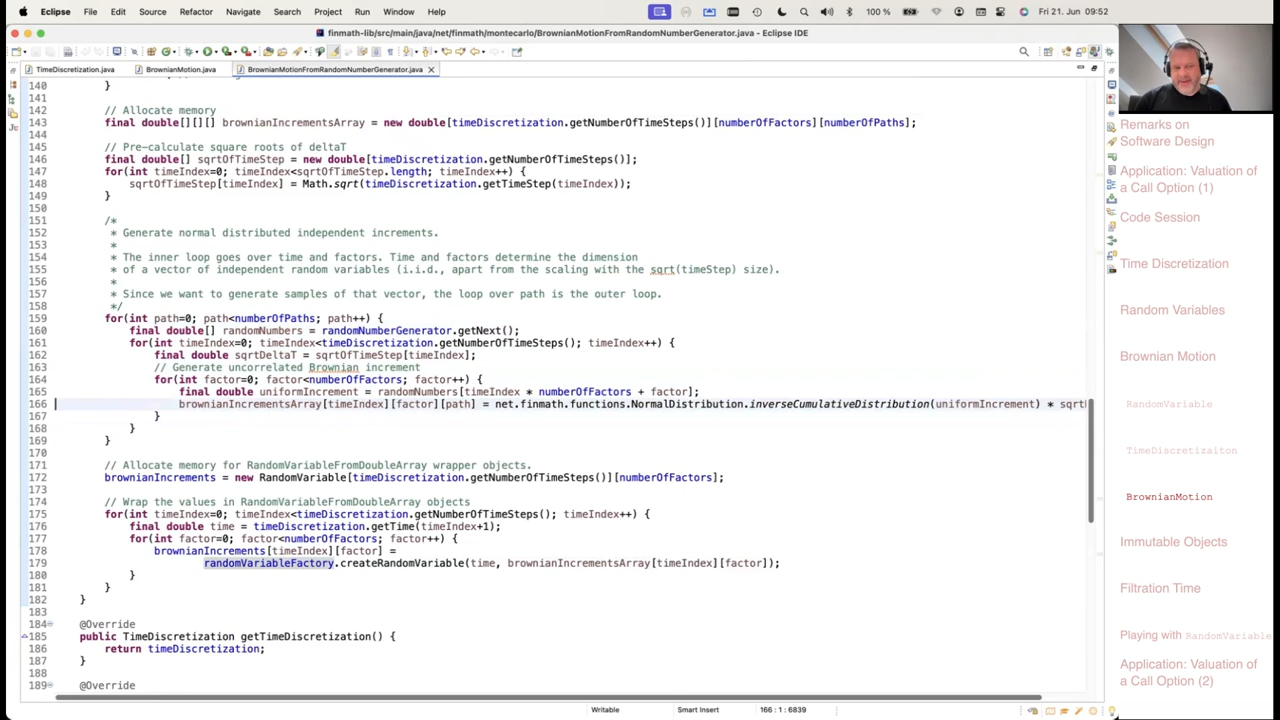 Eclipse File Edit Source Refactor Navigate Search Project Run Window Help 100 % Fri 21. Jun 09:52
finmath-lib/src/main/java/net/finmath/montecarlo/BrownianMotionFromRandomNumberGenerator.java - Eclipse IDE
TimeDiscretization.java BrownianMotion.java BrownianMotionFromRandomNumberGenerator.java
140 }
141
142 // Allocate memory
143 final double[][][] brownianIncrementsArray = new double[timeDiscretization.getNumberOfTimeSteps()][numberOfFactors][numberOfPaths];
144
145 // Pre-calculate square roots of deltaT
146 final double[] sqrtOfTimeStep = new double[timeDiscretization.getNumberOfTimeSteps()];
147 for(int timeIndex=0; timeIndex<sqrtOfTimeStep.length; timeIndex++) {
148 sqrtOfTimeStep[timeIndex] = Math.sqrt(timeDiscretization.getTimeStep(timeIndex));
149 }
150
151 /*
152 * Generate normal distributed independent increments.
153 *
154 * The inner loop goes over time and factors. Time and factors determine the dimension
155 * of a vector of independent random variables (i.i.d., apart from the scaling with the sqrt(timeStep) size).
156 *
157 * Since we want to generate samples of that vector, the loop over path is the outer loop.
158 */
159 for(int path=0; path<numberOfPaths; path++) {
160 final double[] randomNumbers = randomNumberGenerator.getNext();
161 for(int timeIndex=0; timeIndex<timeDiscretization.getNumberOfTimeSteps(); timeIndex++) {
162 final double sqrtDeltaT = sqrtOfTimeStep[timeIndex];
163 // Generate uncorrelated Brownian increment
164 for(int factor=0; factor<numberOfFactors; factor++) {
165 final double uniformIncrement = randomNumbers[timeIndex * numberOfFactors + factor];
166 brownianIncrementsArray[timeIndex][factor][path] = net.finmath.functions.NormalDistribution.inverseCumulativeDistribution(uniformIncrement) * sqrt
167 }
168 }
169 }
170
171 // Allocate memory for RandomVariableFromDoubleArray wrapper objects.
172 brownianIncrements = new RandomVariable[timeDiscretization.getNumberOfTimeSteps()][numberOfFactors];
173
174 // Wrap the values in RandomVariableFromDoubleArray objects
175 for(int timeIndex=0; timeIndex<timeDiscretization.getNumberOfTimeSteps(); timeIndex++) {
176 final double time = timeDiscretization.getTime(timeIndex+1);
177 for(int factor=0; factor<numberOfFactors; factor++) {
178 brownianIncrements[timeIndex][factor] =
179 randomVariableFactory.createRandomVariable(time, brownianIncrementsArray[timeIndex][factor]);
180 }
181 }
182 }
183
184 @Override
185 public TimeDiscretization getTimeDiscretization() {
186 return timeDiscretization;
187 }
188
189 @Override
Writable Smart Insert 166 : 1 : 6839
Remarks on
Software Design
Application: Valuation of
a Call Option (1)
Code Session
Time Discretization
Random Variables
Brownian Motion
RandomVariable
TimeDiscretizaiton
BrownianMotion
Immutable Objects
Filtration Time
Playing with RandomVariable
Application: Valuation of
a Call Option (2)